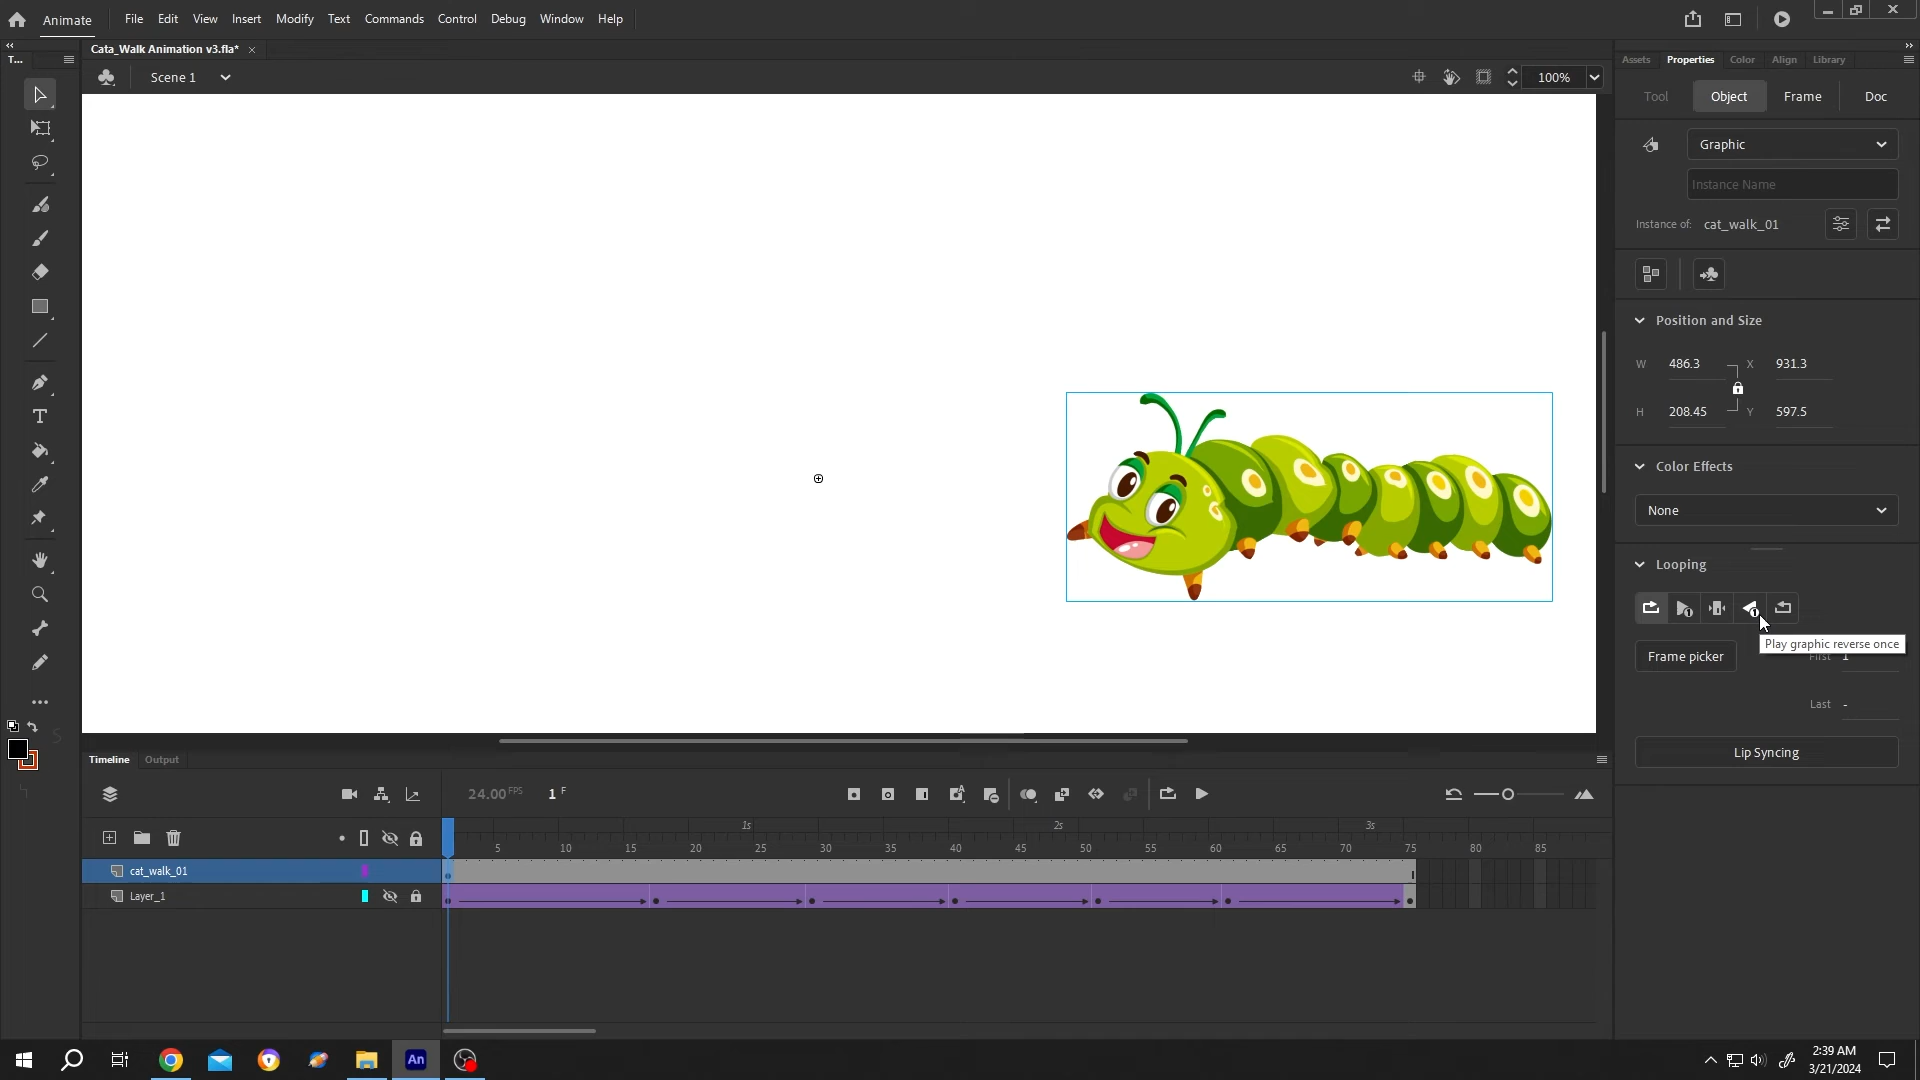 Animate
File Edit View Insert Modify Text Commands Control Debug Window Help
Cata_Walk Animation v3.fla*
T...
Scene 1
100%
Assets Properties Color Align Library
Tool Object Frame Doc
Graphic
Instance Name
Instance of: cat_walk_01
Position and Size
W 486.3 X 931.3
H 208.45 Y 597.5
Color Effects
None
Looping
Play graphic reverse once
Frame picker First 1
Last -
Lip Syncing
Timeline Output
24.00 FPS 1 F
1s 2s 3s
5 10 15 20 25 30 35 40 45 50 55 60 65 70 75 80 85
cat_walk_01
Layer_1
An
2:39 AM
3/21/2024